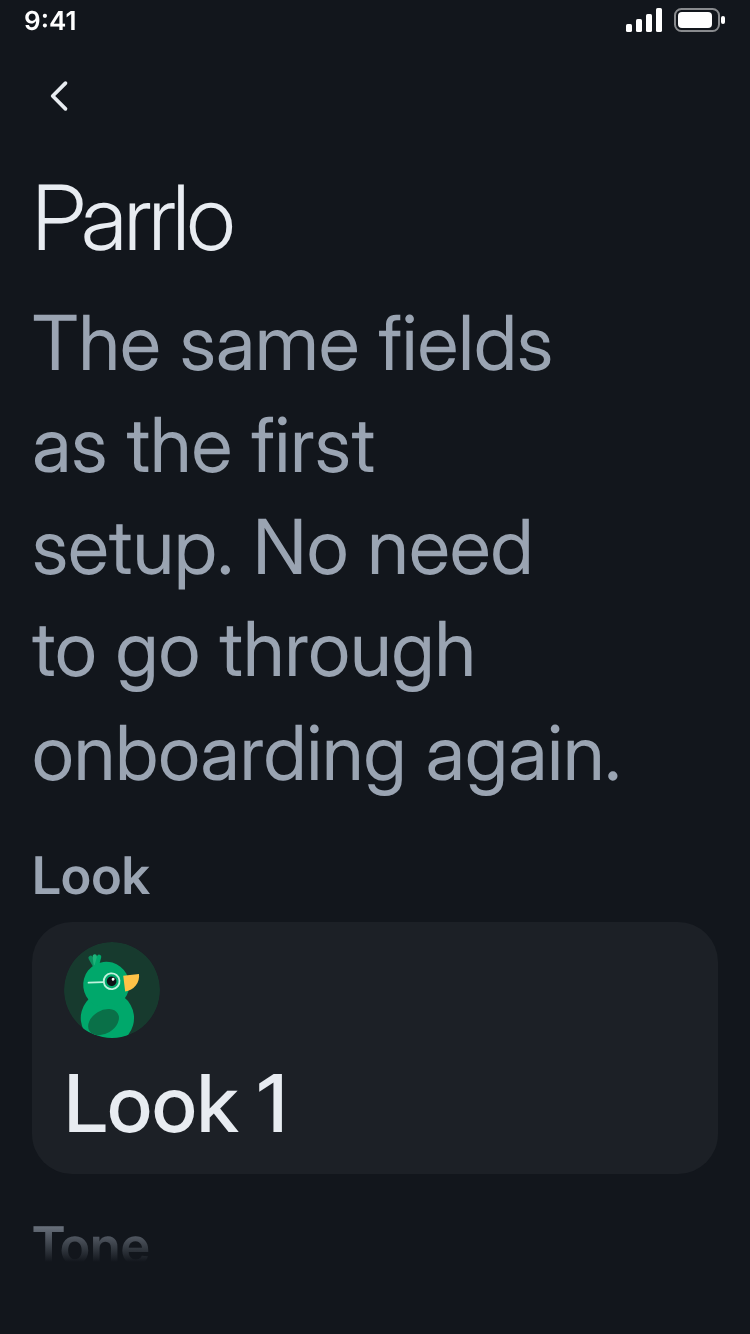 9:41
Parrlo
The same fields
as the first
setup. No need
to go through
onboarding again.
Look
Look 1
Tone